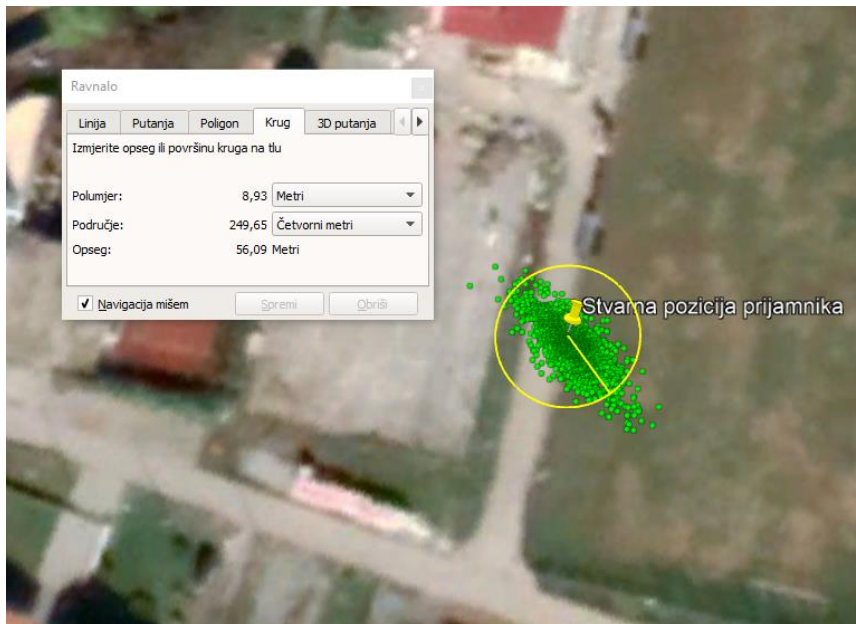 Ravnalo
Linija Putanja Poligon Krug 3D putanja
Izmjerite opseg ili površinu kruga na tlu
Polumjer: 8,93 Metri
Područje: 249,65 Četvorni metri
Opseg: 56,09 Metri
Navigacija mišem Spremi Obriši
Stvarna pozicija prijamnika